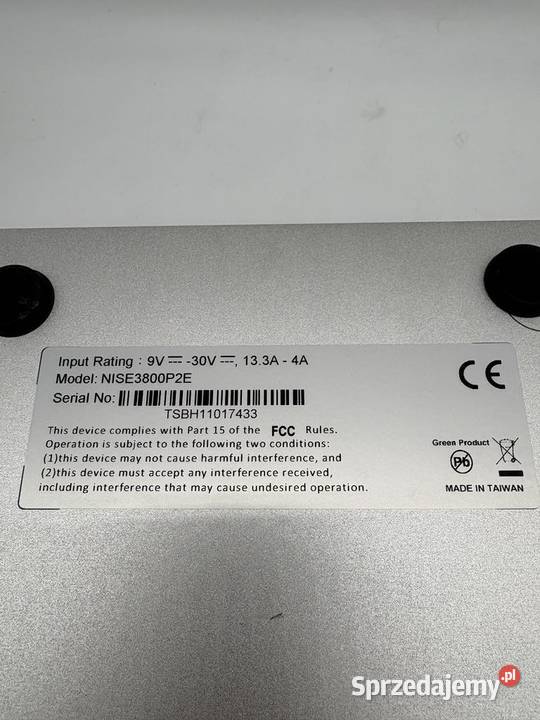 Input Rating : 9V⎓ -30V⎓, 13.3A - 4A
Model: NISE3800P2E
Serial No:
TSBH11017433
This device complies with Part 15 of the FCC Rules.
Operation is subject to the following two conditions:
(1)this device may not cause harmful interference, and
(2)this device must accept any interference received,
including interference that may cause undesired operation.
CE
Green Product
Pb
MADE IN TAIWAN
Sprzedajemy.pl